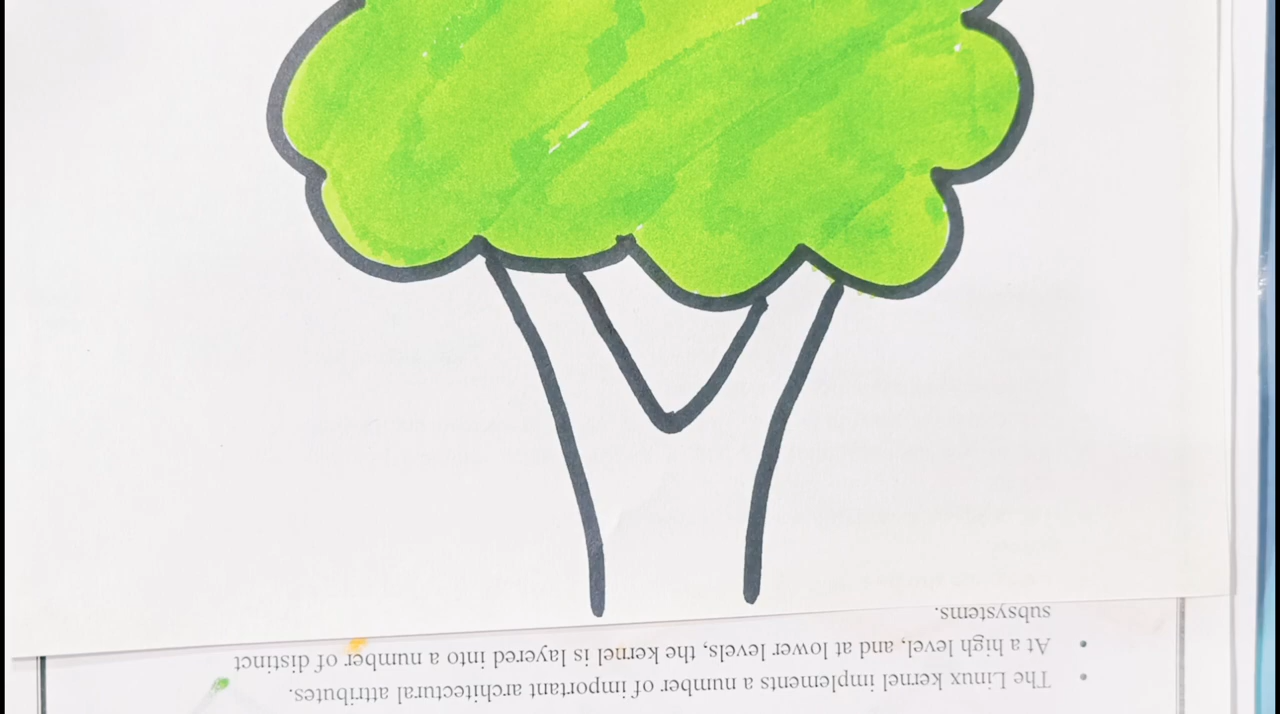 • The Linux kernel implements a number of important architectural attributes.
• At a high level, and at lower levels, the kernel is layered into a number of distinct
subsystems.